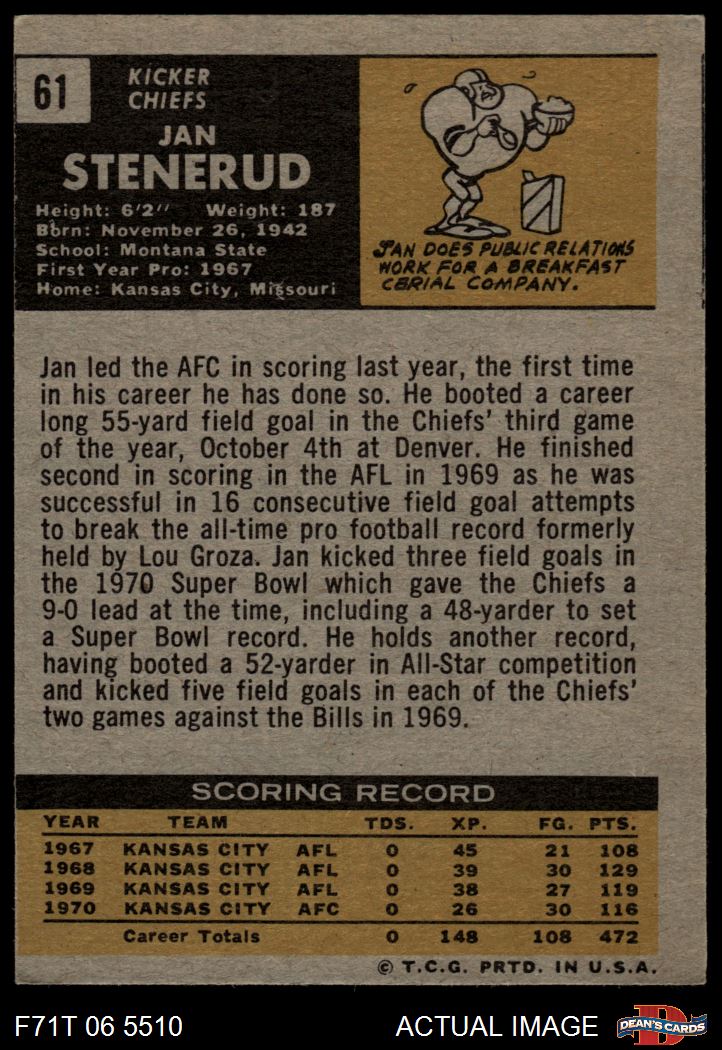 61
KICKER
CHIEFS
JAN
STENERUD
Height: 6'2" Weight: 187
Born: November 26, 1942
School: Montana State
First Year Pro: 1967
Home: Kansas City, Missouri
JAN DOES PUBLIC RELATIONS
WORK FOR A BREAKFAST
CERIAL COMPANY.
Jan led the AFC in scoring last year, the first time
in his career he has done so. He booted a career
long 55-yard field goal in the Chiefs' third game
of the year, October 4th at Denver. He finished
second in scoring in the AFL in 1969 as he was
successful in 16 consecutive field goal attempts
to break the all-time pro football record formerly
held by Lou Groza. Jan kicked three field goals in
the 1970 Super Bowl which gave the Chiefs a
9-0 lead at the time, including a 48-yarder to set
a Super Bowl record. He holds another record,
having booted a 52-yarder in All-Star competition
and kicked five field goals in each of the Chiefs'
two games against the Bills in 1969.
SCORING RECORD
YEAR TEAM TDS. XP. FG. PTS.
1967 KANSAS CITY AFL 0 45 21 108
1968 KANSAS CITY AFL 0 39 30 129
1969 KANSAS CITY AFL 0 38 27 119
1970 KANSAS CITY AFC 0 26 30 116
Career Totals 0 148 108 472
© T.C.G. PRTD. IN U.S.A.
F71T 06 5510 ACTUAL IMAGE
D
DEAN'S CARDS